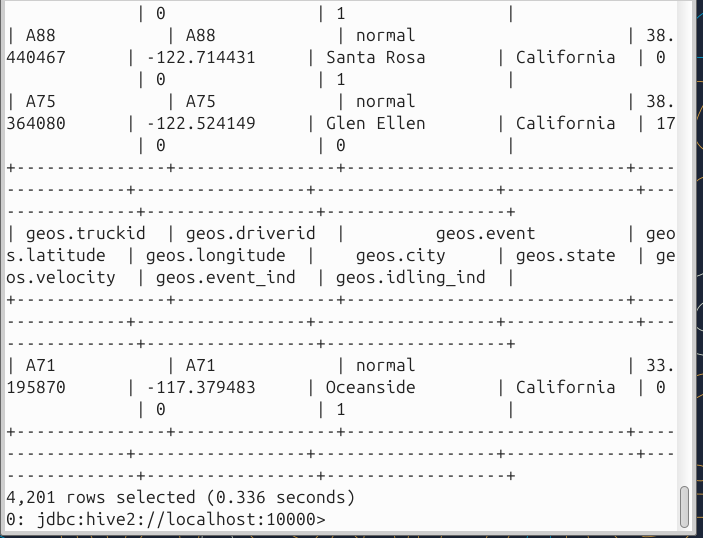 | 0 | 1 |
| A88 | A88 | normal | 38.
440467 | -122.714431 | Santa Rosa | California | 0
| 0 | 1 |
| A75 | A75 | normal | 38.
364080 | -122.524149 | Glen Ellen | California | 17
| 0 | 0 |
+---------------+----------------+----------------------------+----
------------+-----------------+------------------+-------------+---
-------------+-----------------+------------------+
| geos.truckid | geos.driverid | geos.event | geo
s.latitude | geos.longitude | geos.city | geos.state | ge
os.velocity | geos.event_ind | geos.idling_ind |
+---------------+----------------+----------------------------+----
------------+-----------------+------------------+-------------+---
-------------+-----------------+------------------+
| A71 | A71 | normal | 33.
195870 | -117.379483 | Oceanside | California | 0
| 0 | 1 |
+---------------+----------------+----------------------------+----
------------+-----------------+------------------+-------------+---
-------------+-----------------+------------------+
4,201 rows selected (0.336 seconds)
0: jdbc:hive2://localhost:10000>